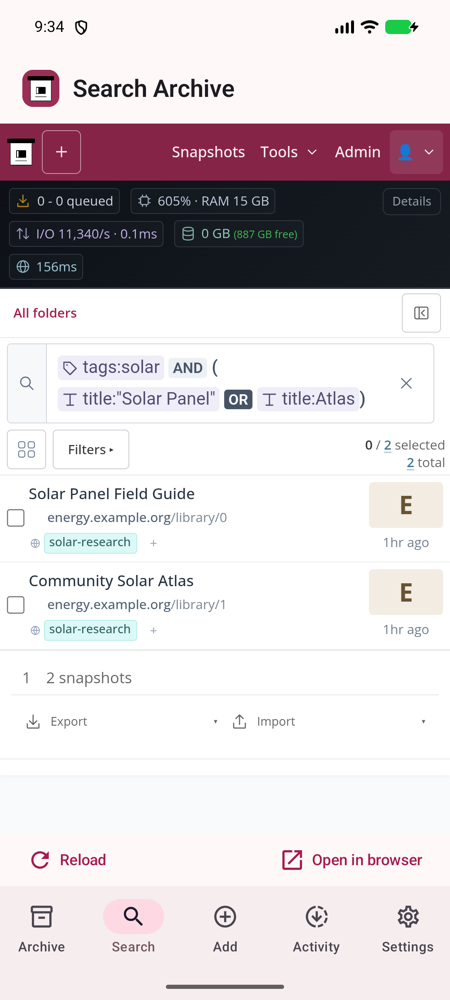 9:34
Search Archive
+ Snapshots Tools Admin
0 - 0 queued 605% · RAM 15 GB Details
I/O 11,340/s · 0.1ms 0 GB (887 GB free)
156ms
All folders
tags:solar AND (
title:"Solar Panel" OR title:Atlas )
Filters ▸ 0 / 2 selected
2 total
Solar Panel Field Guide
energy.example.org/library/0
E
solar-research + 1hr ago
Community Solar Atlas
energy.example.org/library/1
E
solar-research + 1hr ago
1 2 snapshots
Export ▾ Import ▾
Reload Open in browser
Archive Search Add Activity Settings